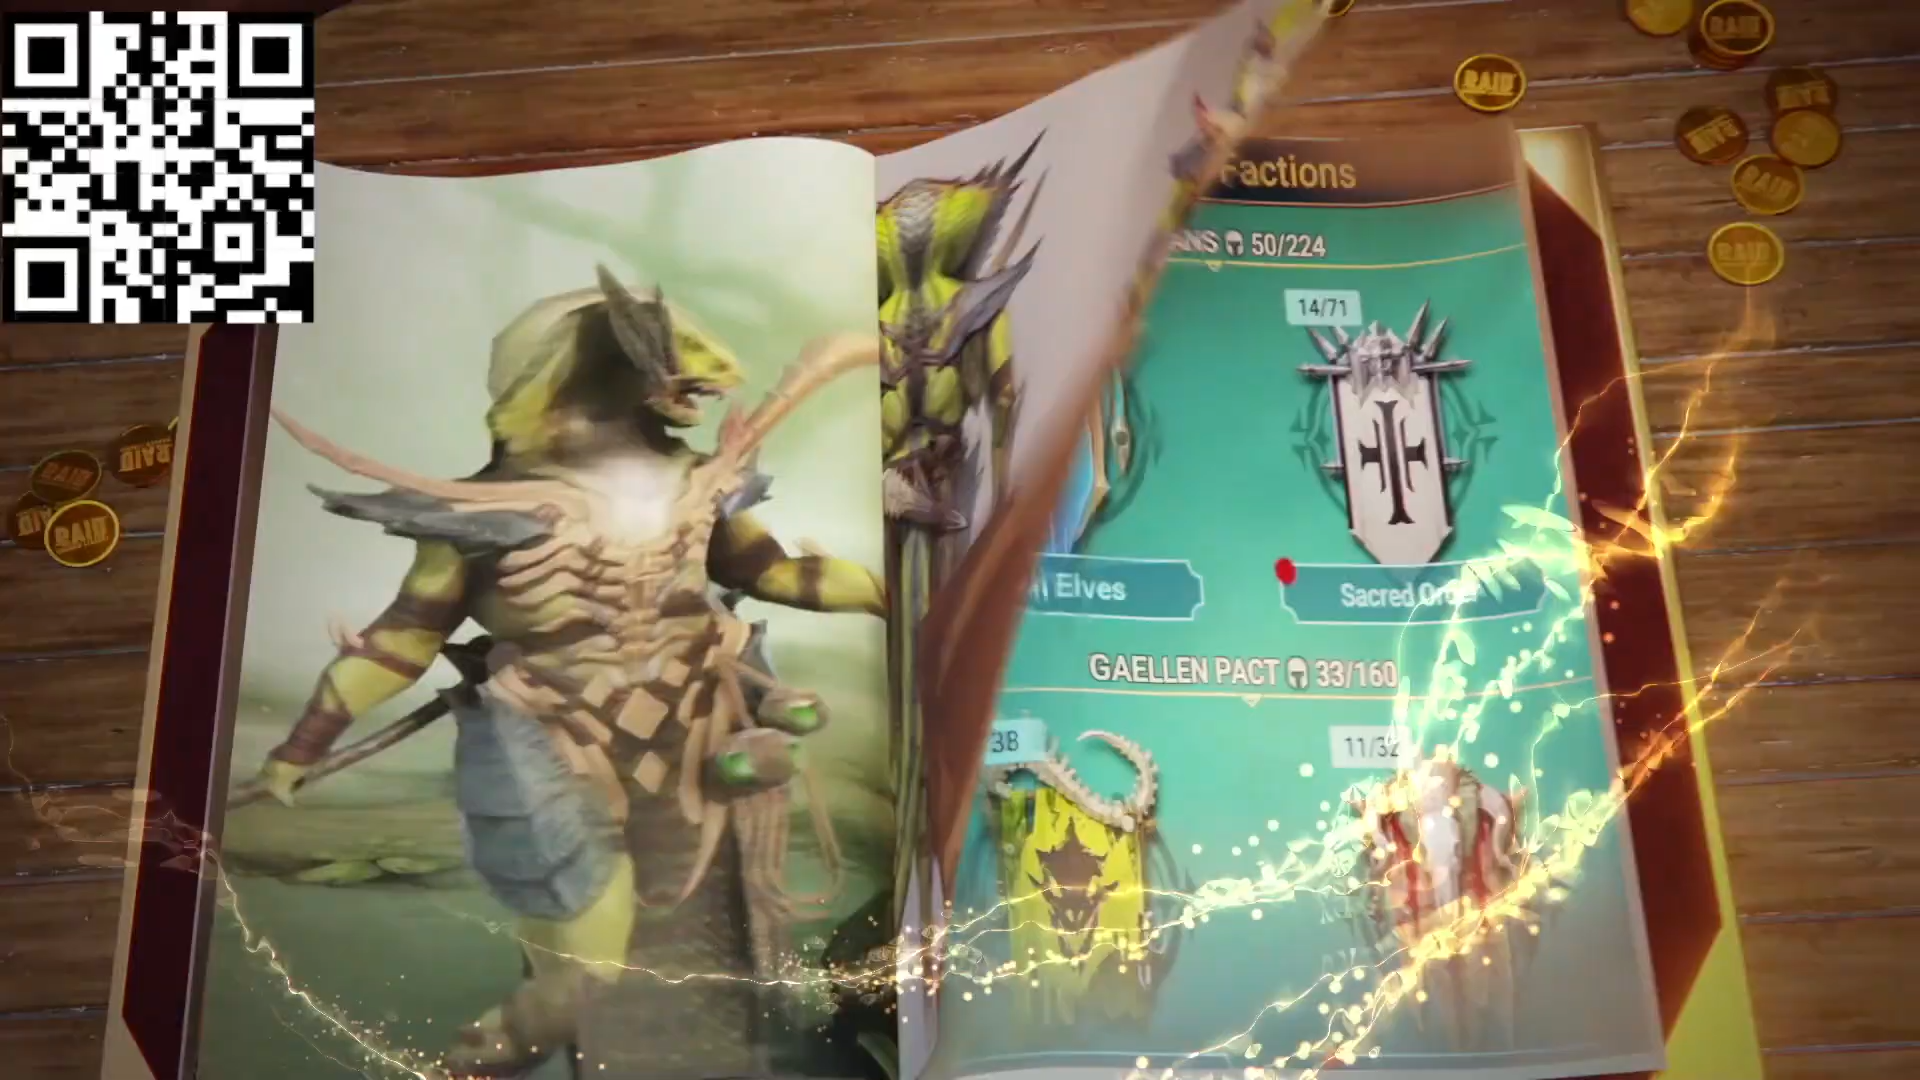 RAID
RAID
RAID
RAID
Factions
50/224
14/71
Elves
Sacred Order
GAELLEN PACT 33/160
11/32
RAID
RAID